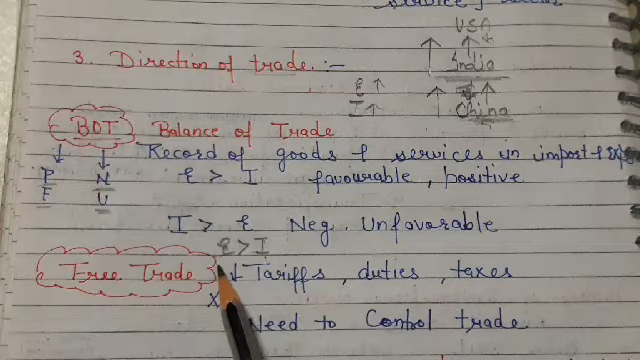 USA
3. Direction of trade :-
India
E ↑
I ↑
China
BOT Balance of Trade
Record of goods & services in import & Exp
P N E > I favourable, positive
F U
I > E Neg. Unfavorable
E > I
Free Trade ↓ Tariffs, duties, taxes
X
Need to Control trade